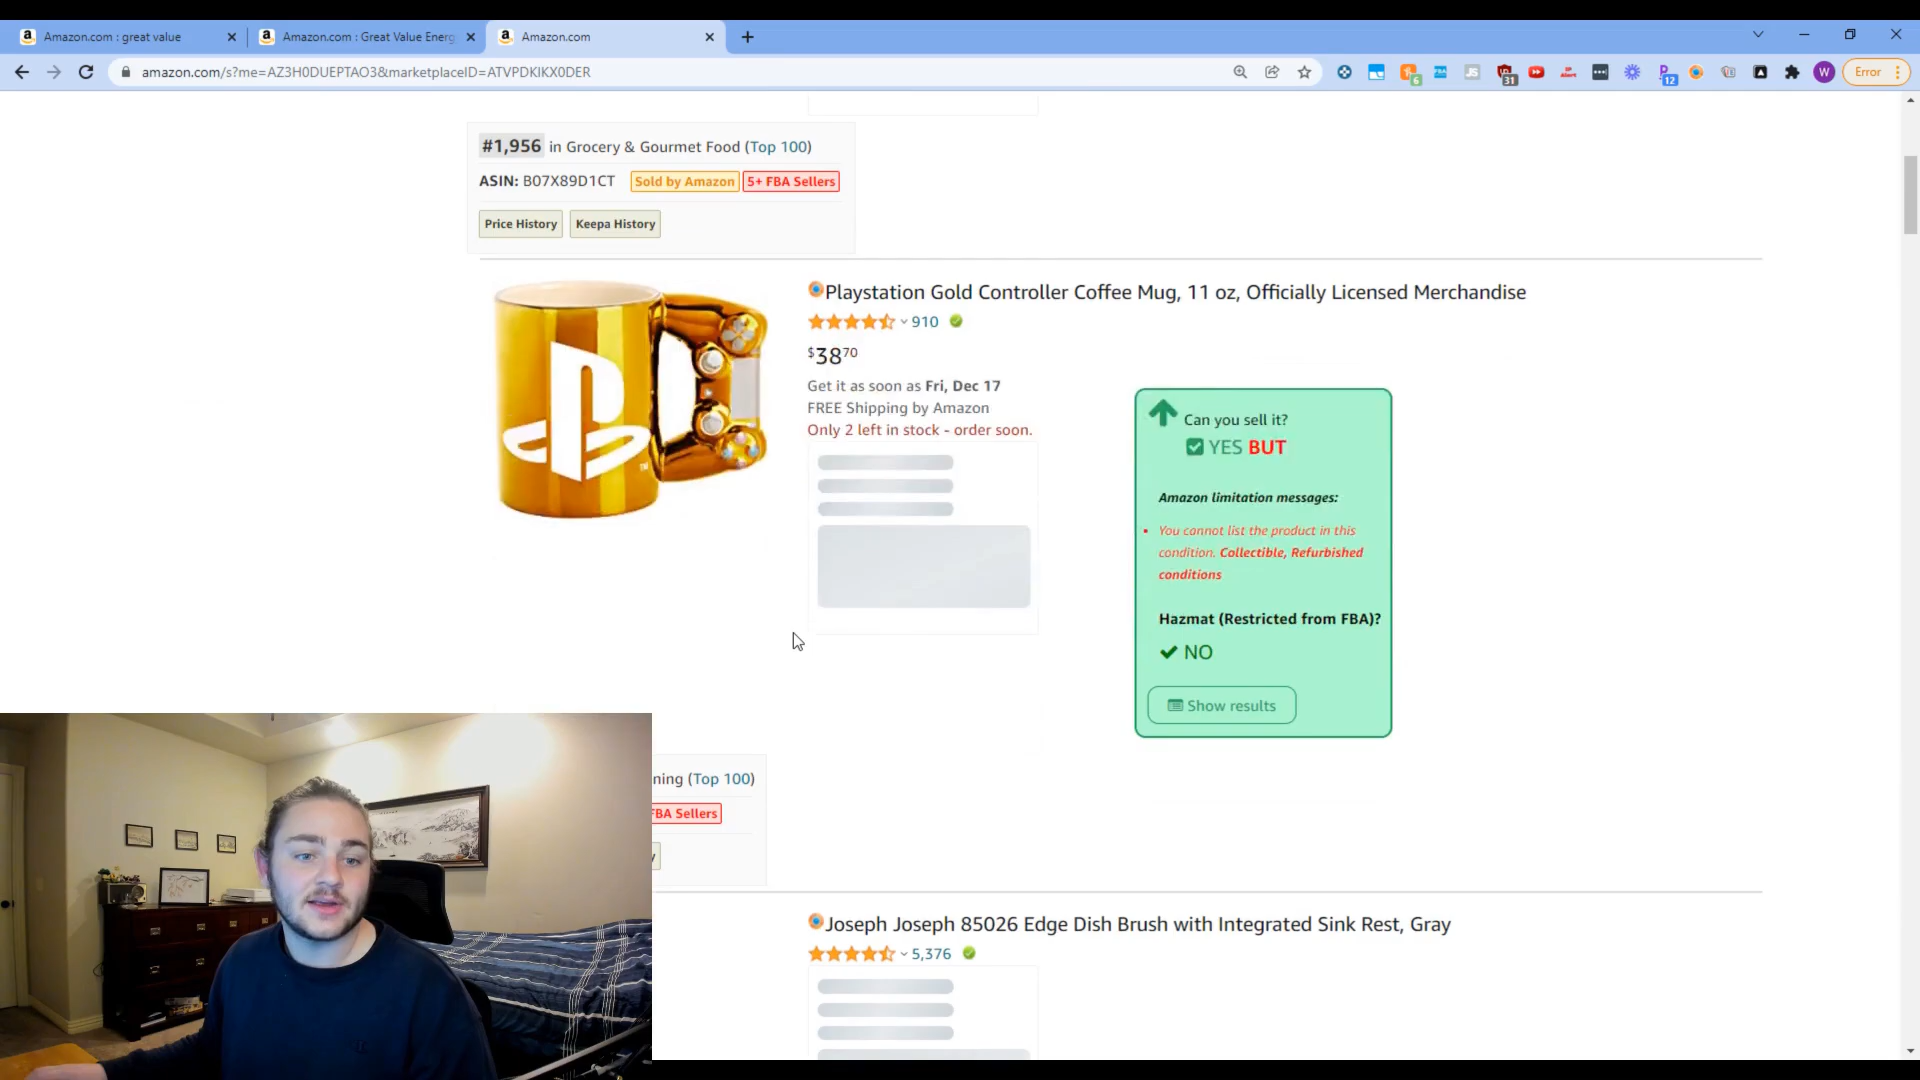 Amazon.com : great value
Amazon.com : Great Value Energ
Amazon.com
amazon.com/s?me=AZ3H0DUEPTAO3&marketplaceID=ATVPDKIKX0DER
6
31
12
W
Error
#1,956 in Grocery & Gourmet Food (Top 100)
ASIN: B07X89D1CT Sold by Amazon 5+ FBA Sellers
Price History Keepa History
Playstation Gold Controller Coffee Mug, 11 oz, Officially Licensed Merchandise
910
$38 70
Get it as soon as Fri, Dec 17
FREE Shipping by Amazon
Only 2 left in stock - order soon.
Can you sell it?
YES BUT
Amazon limitation messages:
You cannot list the product in this
condition. Collectible, Refurbished
conditions
Hazmat (Restricted from FBA)?
NO
Show results
ning (Top 100)
FBA Sellers
y
Joseph Joseph 85026 Edge Dish Brush with Integrated Sink Rest, Gray
5,376